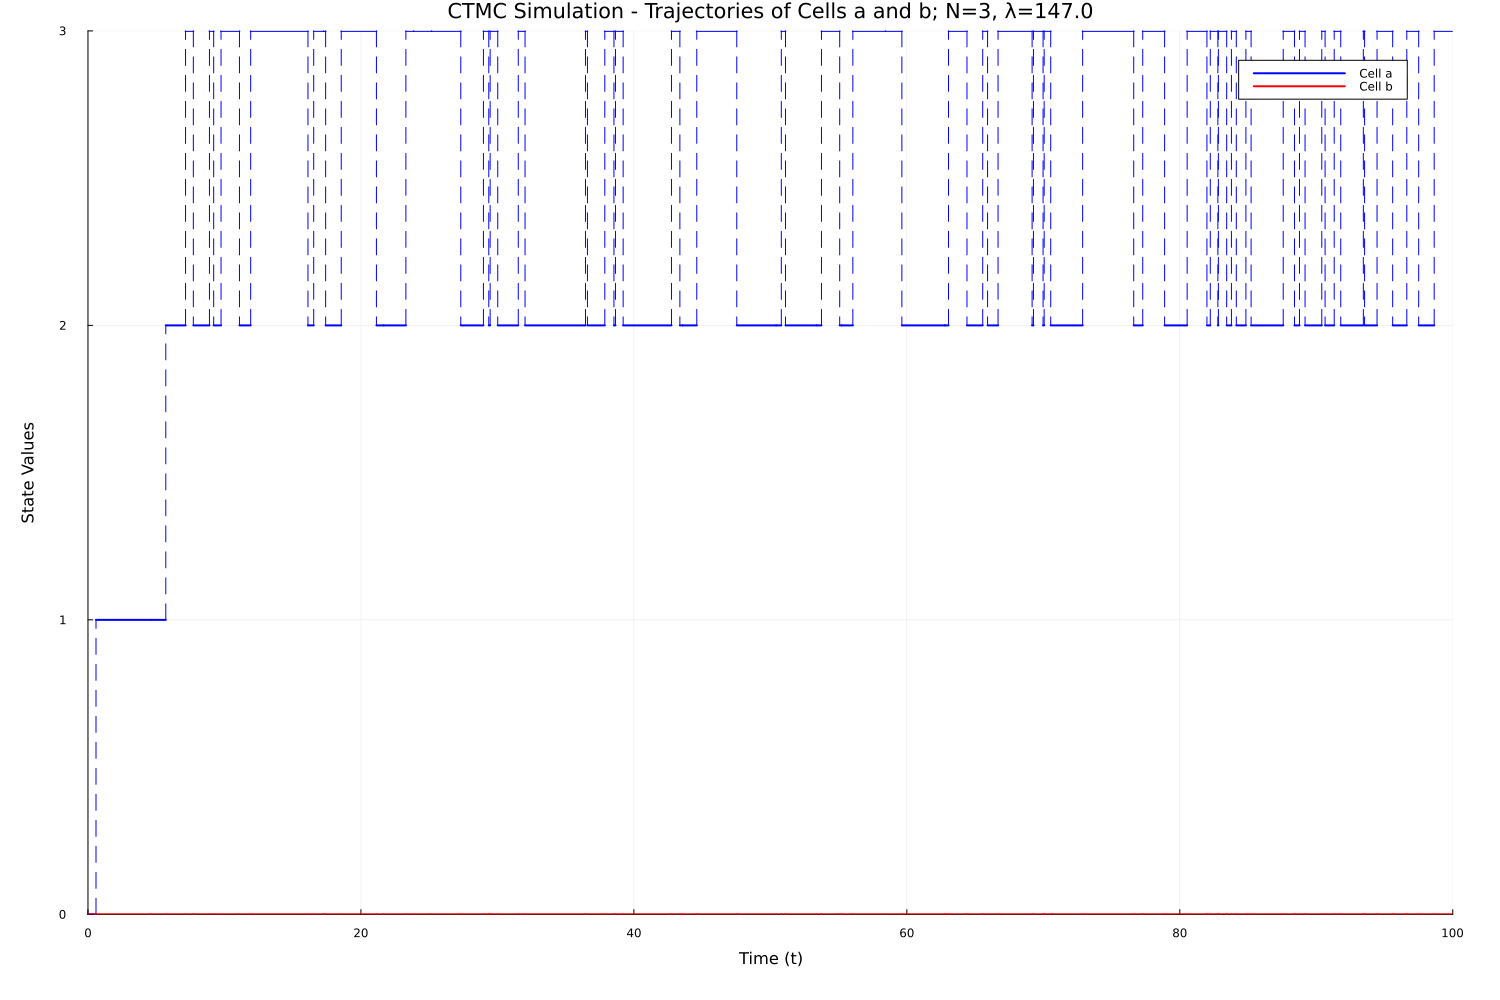 CTMC Simulation - Trajectories of Cells a and b; N=3, λ=147.0
3
Cell a
Cell b
2
State Values
1
0
0 20 40 60 80 100
Time (t)